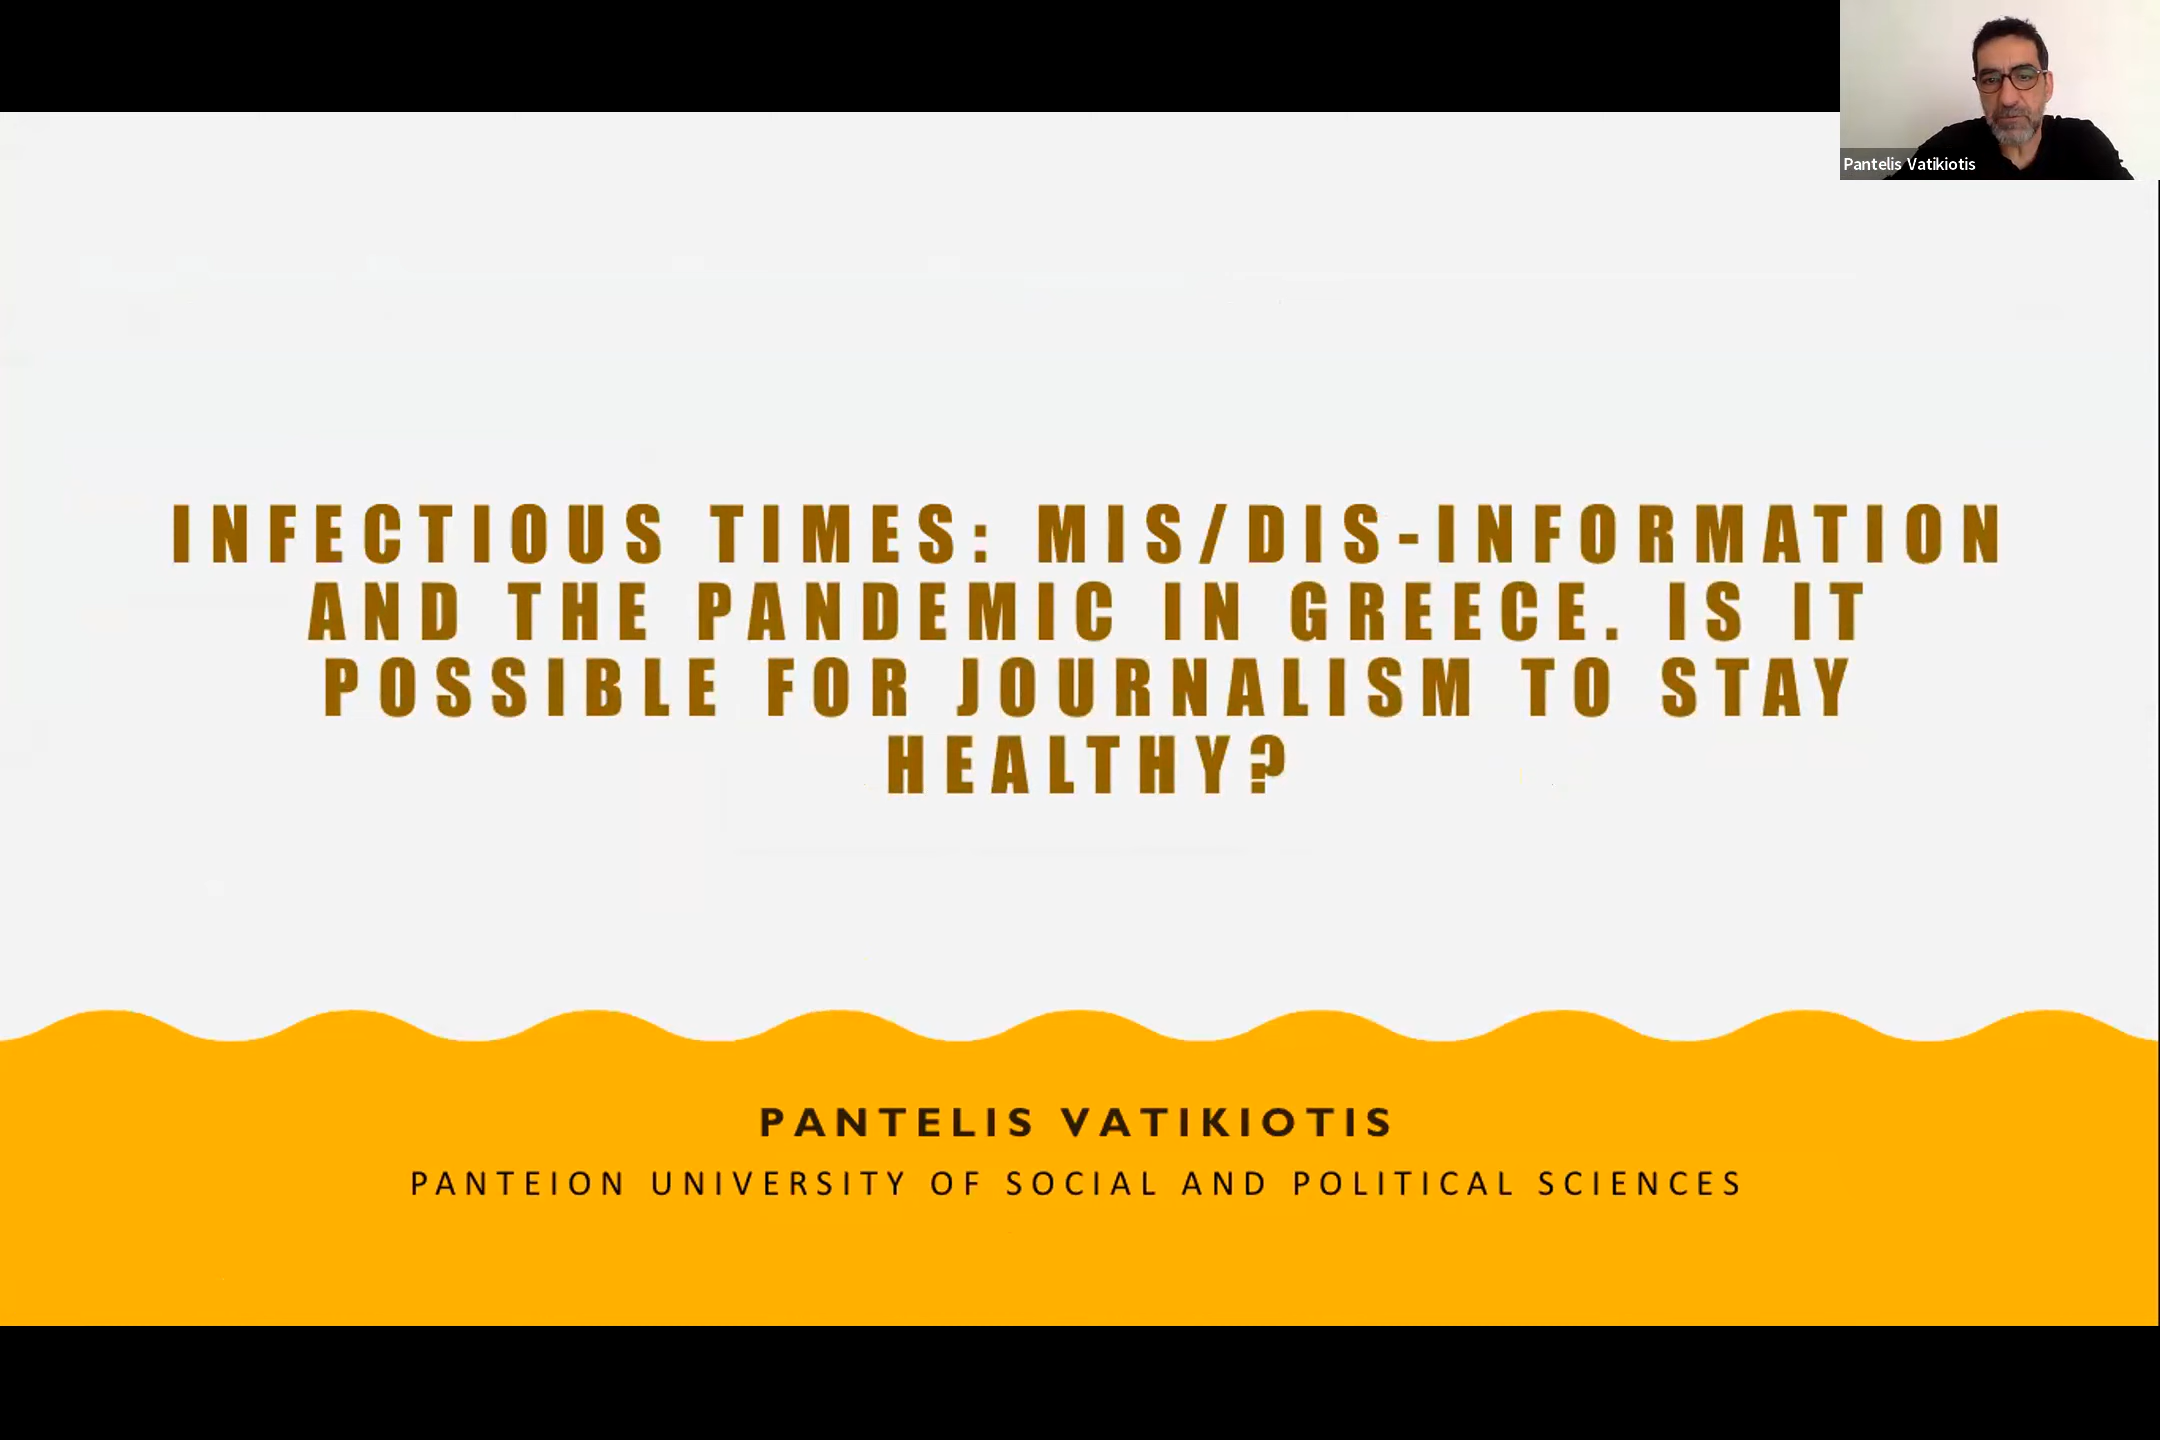 Pantelis Vatikiotis
INFECTIOUS TIMES: MIS/DIS-INFORMATION
AND THE PANDEMIC IN GREECE. IS IT
POSSIBLE FOR JOURNALISM TO STAY
HEALTHY?
PANTELIS VATIKIOTIS
PANTEION UNIVERSITY OF SOCIAL AND POLITICAL SCIENCES